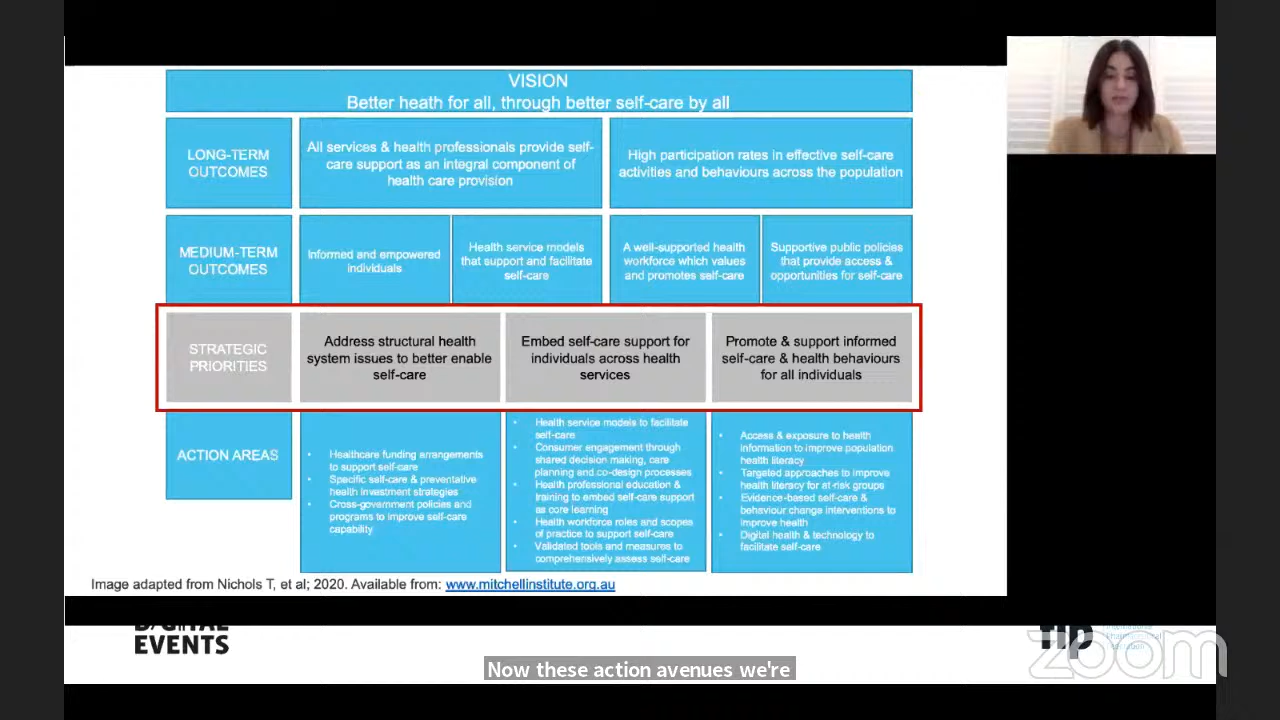 VISION
Better heath for all, through better self-care by all
LONG-TERM
OUTCOMES
All services & health professionals provide self-
care support as an integral component of
health care provision
High participation rates in effective self-care
activities and behaviours across the population
MEDIUM-TERM
OUTCOMES
Informed and empowered
individuals
Health service models
that support and facilitate
self-care
A well-supported health
workforce which values
and promotes self-care
Supportive public policies
that provide access &
opportunities for self-care
STRATEGIC
PRIORITIES
Address structural health
system issues to better enable
self-care
Embed self-care support for
individuals across health
services
Promote & support informed
self-care & health behaviours
for all individuals
ACTION AREAS
• Healthcare funding arrangements
to support self-care
• Specific self-care & preventative
health investment strategies
• Cross-government policies and
programs to improve self-care
capability
• Health service models to facilitate
self-care
• Consumer engagement through
shared decision making, care
planning and co-design processes
• Health professional education &
training to embed self-care support
as core learning
• Health workforce roles and scopes
of practice to support self-care
• Validated tools and measures to
comprehensively assess self-care
• Access & exposure to health
information to improve population
health literacy
• Targeted approaches to improve
health literacy for at-risk groups
• Evidence-based self-care &
behaviour change interventions to
improve health
• Digital health & technology to
facilitate self-care
Image adapted from Nichols T, et al; 2020. Available from: www.mitchellinstitute.org.au
DIGITAL
EVENTS
fip
zoom
Now these action avenues we're